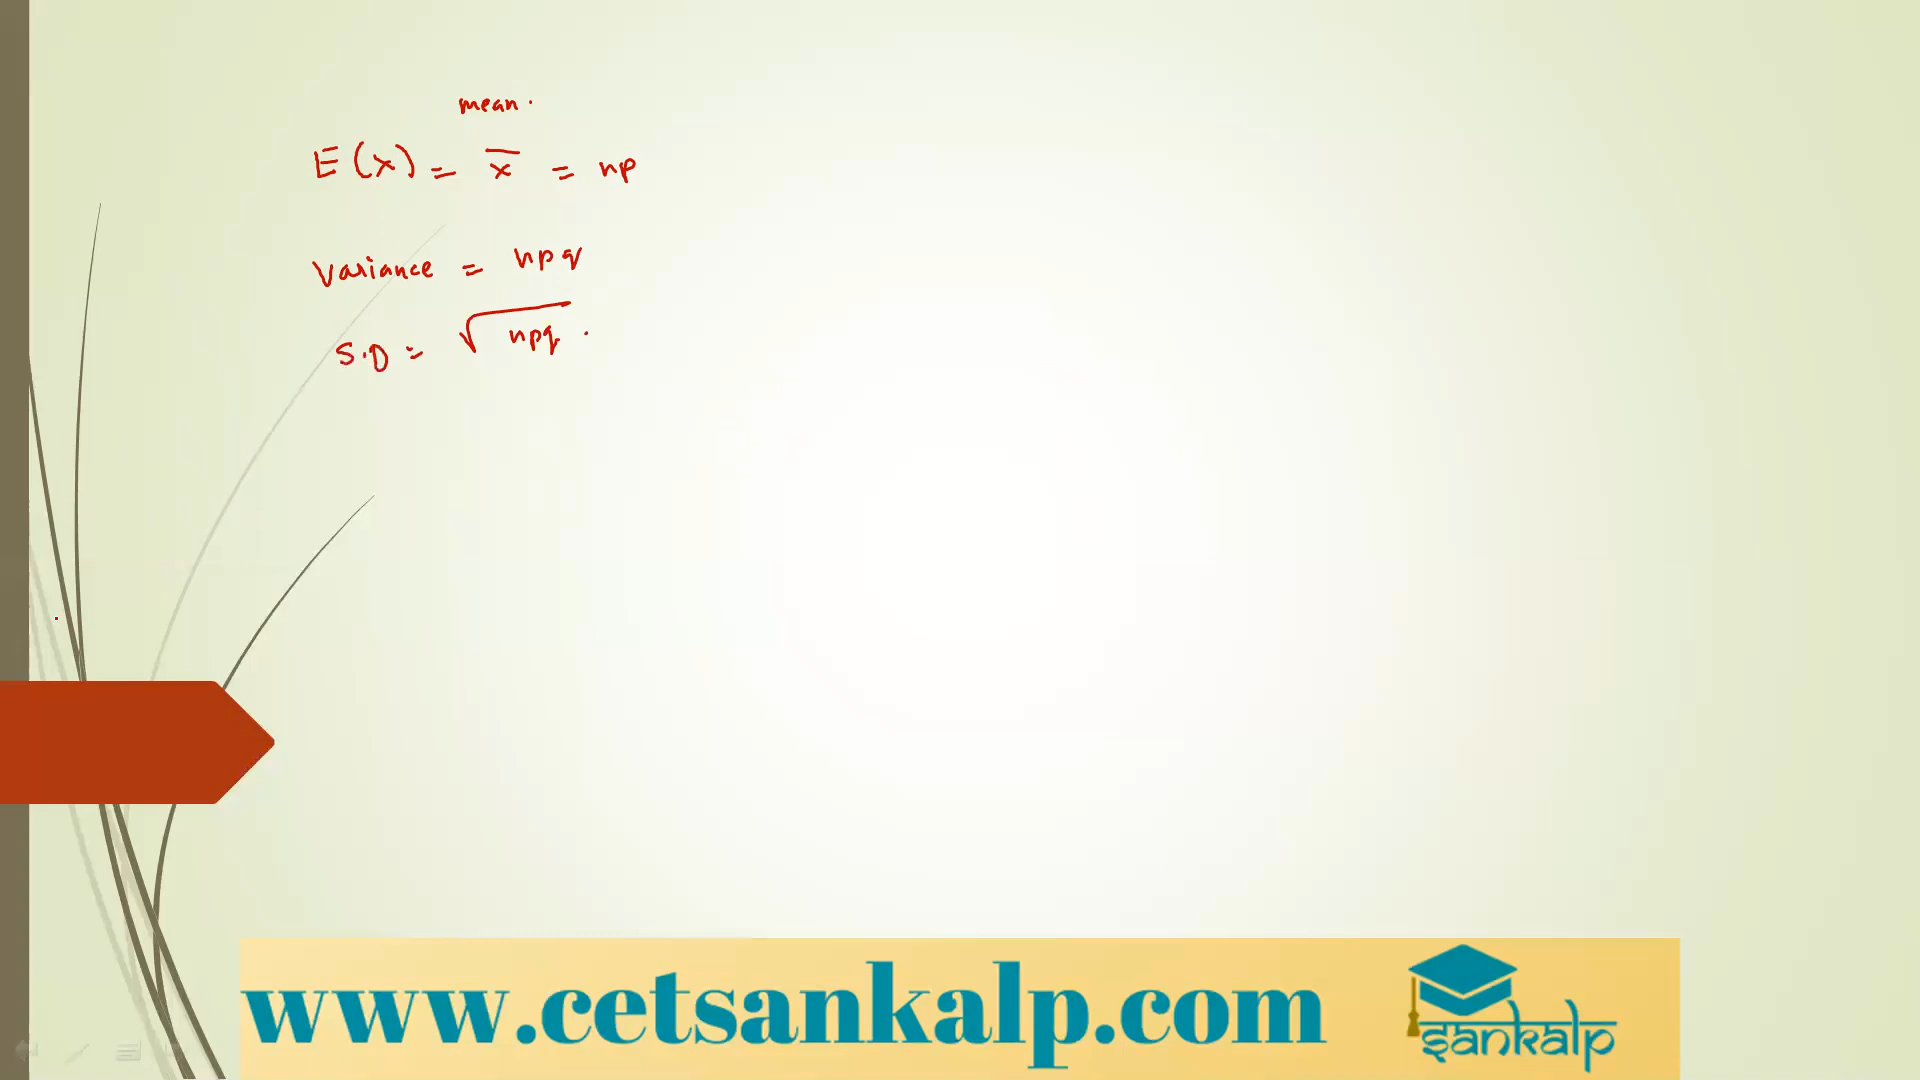 mean.
E(x) = x̅ = np
Variance = npq
S.D = √npq .
www.cetsankalp.com
sankalp